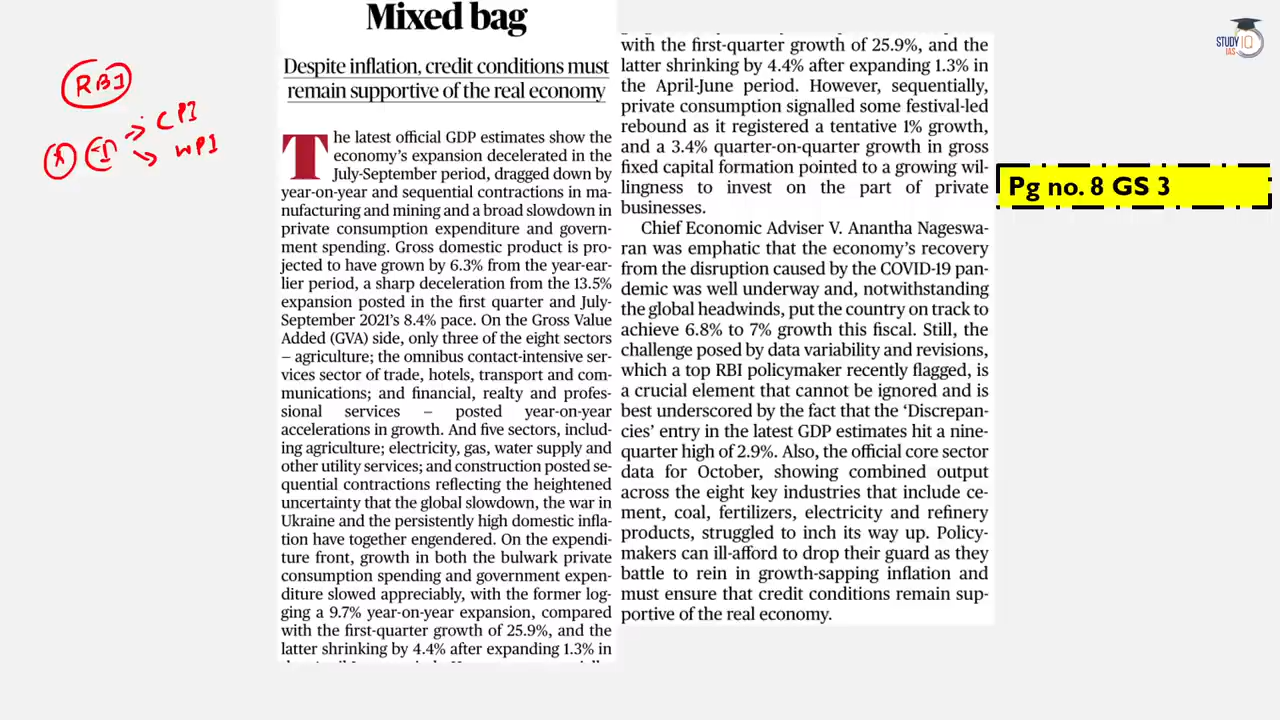 Mixed bag
Despite inflation, credit conditions must
remain supportive of the real economy
The latest official GDP estimates show the
economy's expansion decelerated in the
July-September period, dragged down by
year-on-year and sequential contractions in ma-
nufacturing and mining and a broad slowdown in
private consumption expenditure and govern-
ment spending. Gross domestic product is pro-
jected to have grown by 6.3% from the year-ear-
lier period, a sharp deceleration from the 13.5%
expansion posted in the first quarter and July-
September 2021's 8.4% pace. On the Gross Value
Added (GVA) side, only three of the eight sectors
– agriculture; the omnibus contact-intensive ser-
vices sector of trade, hotels, transport and com-
munications; and financial, realty and profes-
sional services – posted year-on-year
accelerations in growth. And five sectors, includ-
ing agriculture; electricity, gas, water supply and
other utility services; and construction posted se-
quential contractions reflecting the heightened
uncertainty that the global slowdown, the war in
Ukraine and the persistently high domestic infla-
tion have together engendered. On the expendi-
ture front, growth in both the bulwark private
consumption spending and government expen-
diture slowed appreciably, with the former log-
ging a 9.7% year-on-year expansion, compared
with the first-quarter growth of 25.9%, and the
latter shrinking by 4.4% after expanding 1.3% in
with the first-quarter growth of 25.9%, and the
latter shrinking by 4.4% after expanding 1.3% in
the April-June period. However, sequentially,
private consumption signalled some festival-led
rebound as it registered a tentative 1% growth,
and a 3.4% quarter-on-quarter growth in gross
fixed capital formation pointed to a growing wil-
lingness to invest on the part of private
businesses.
Chief Economic Adviser V. Anantha Nageswa-
ran was emphatic that the economy's recovery
from the disruption caused by the COVID-19 pan-
demic was well underway and, notwithstanding
the global headwinds, put the country on track to
achieve 6.8% to 7% growth this fiscal. Still, the
challenge posed by data variability and revisions,
which a top RBI policymaker recently flagged, is
a crucial element that cannot be ignored and is
best underscored by the fact that the 'Discrepan-
cies' entry in the latest GDP estimates hit a nine-
quarter high of 2.9%. Also, the official core sector
data for October, showing combined output
across the eight key industries that include ce-
ment, coal, fertilizers, electricity and refinery
products, struggled to inch its way up. Policy-
makers can ill-afford to drop their guard as they
battle to rein in growth-sapping inflation and
must ensure that credit conditions remain sup-
portive of the real economy.
RBI
CPI
WPI
Pg no. 8 GS 3
STUDY IQ
IAS